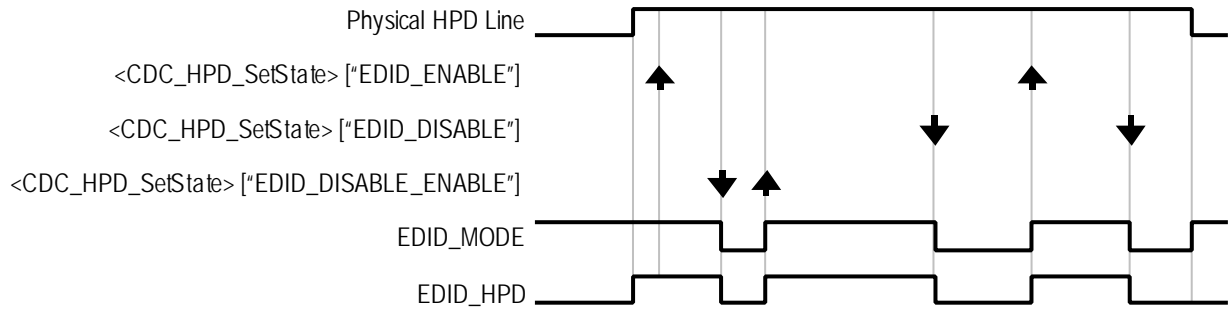 Physical HPD Line
<CDC_HPD_SetState> ["EDID_ENABLE"]
<CDC_HPD_SetState> ["EDID_DISABLE"]
<CDC_HPD_SetState> ["EDID_DISABLE_ENABLE"]
EDID_MODE
EDID_HPD